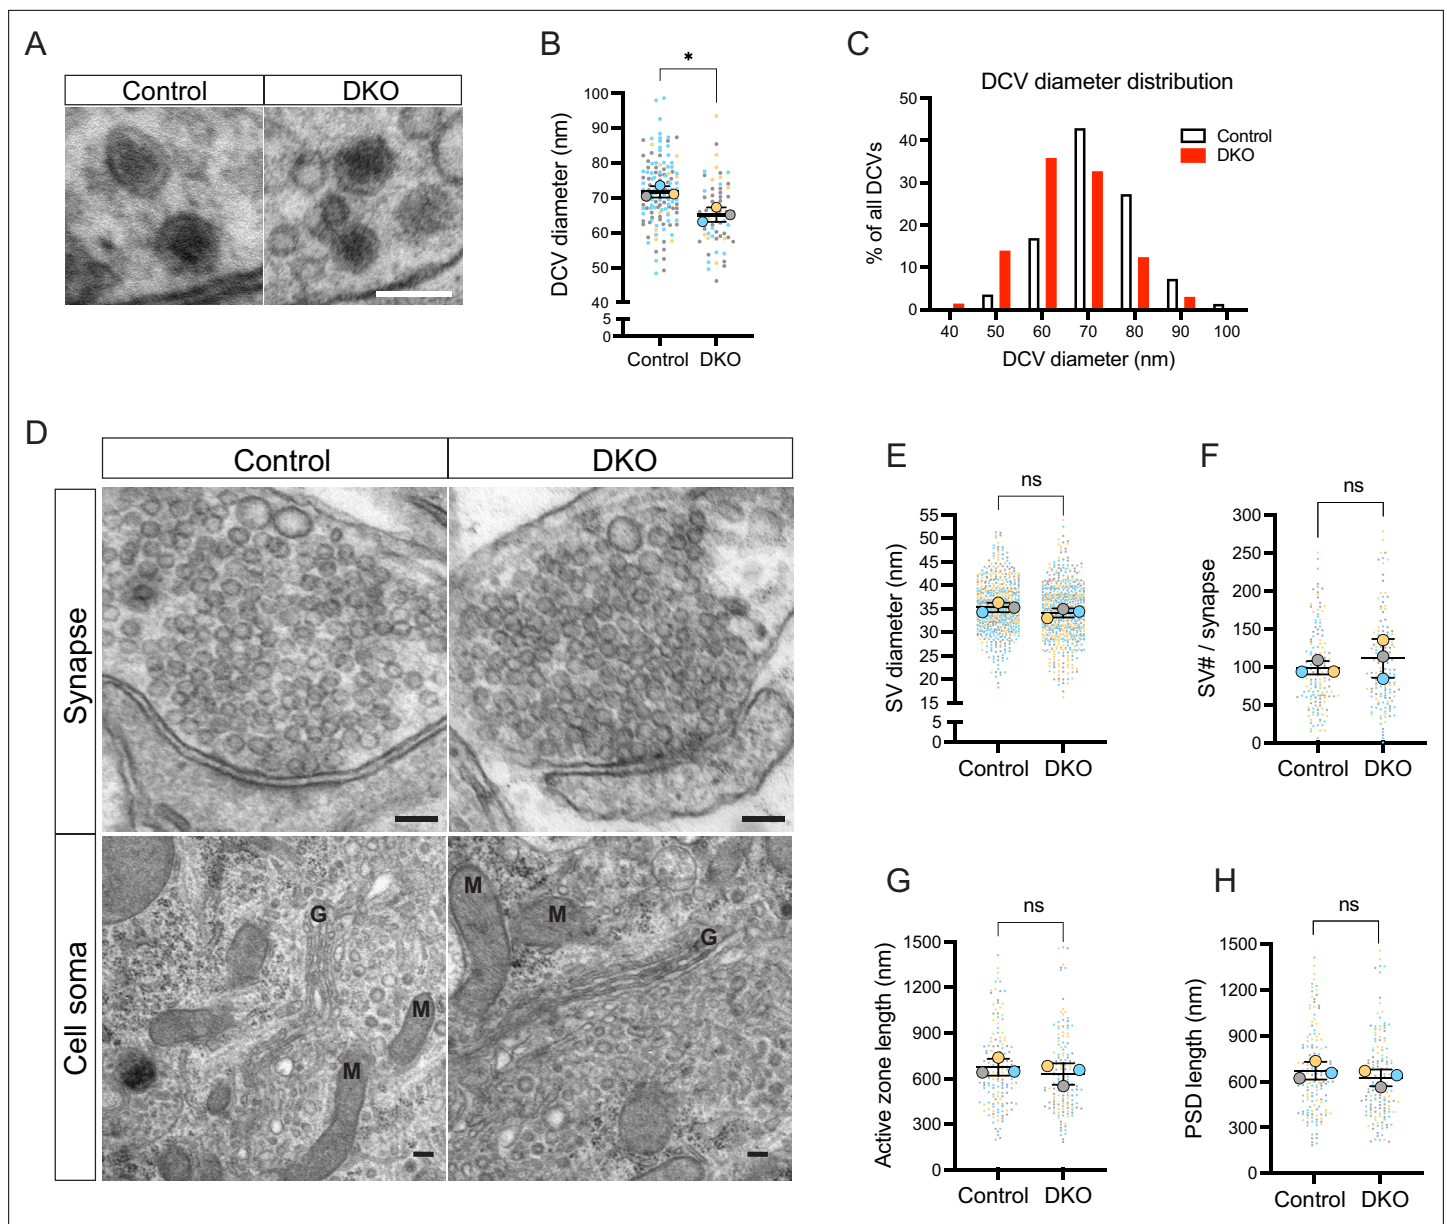 A
Control DKO
B
*
DCV diameter (nm)
100
90
80
70
60
50
40
5
0
Control DKO
C
DCV diameter distribution
% of all DCVs
50
40
30
20
10
0
Control
DKO
40 50 60 70 80 90 100
DCV diameter (nm)
D
Control DKO
Synapse
Cell soma
G
M
M
M
M
G
E
ns
SV diameter (nm)
55
50
45
40
35
30
25
20
15
5
0
Control DKO
F
ns
SV# / synapse
300
250
200
150
100
50
0
Control DKO
G
ns
Active zone length (nm)
1500
1200
900
600
300
0
Control DKO
H
ns
PSD length (nm)
1500
1200
900
600
300
0
Control DKO